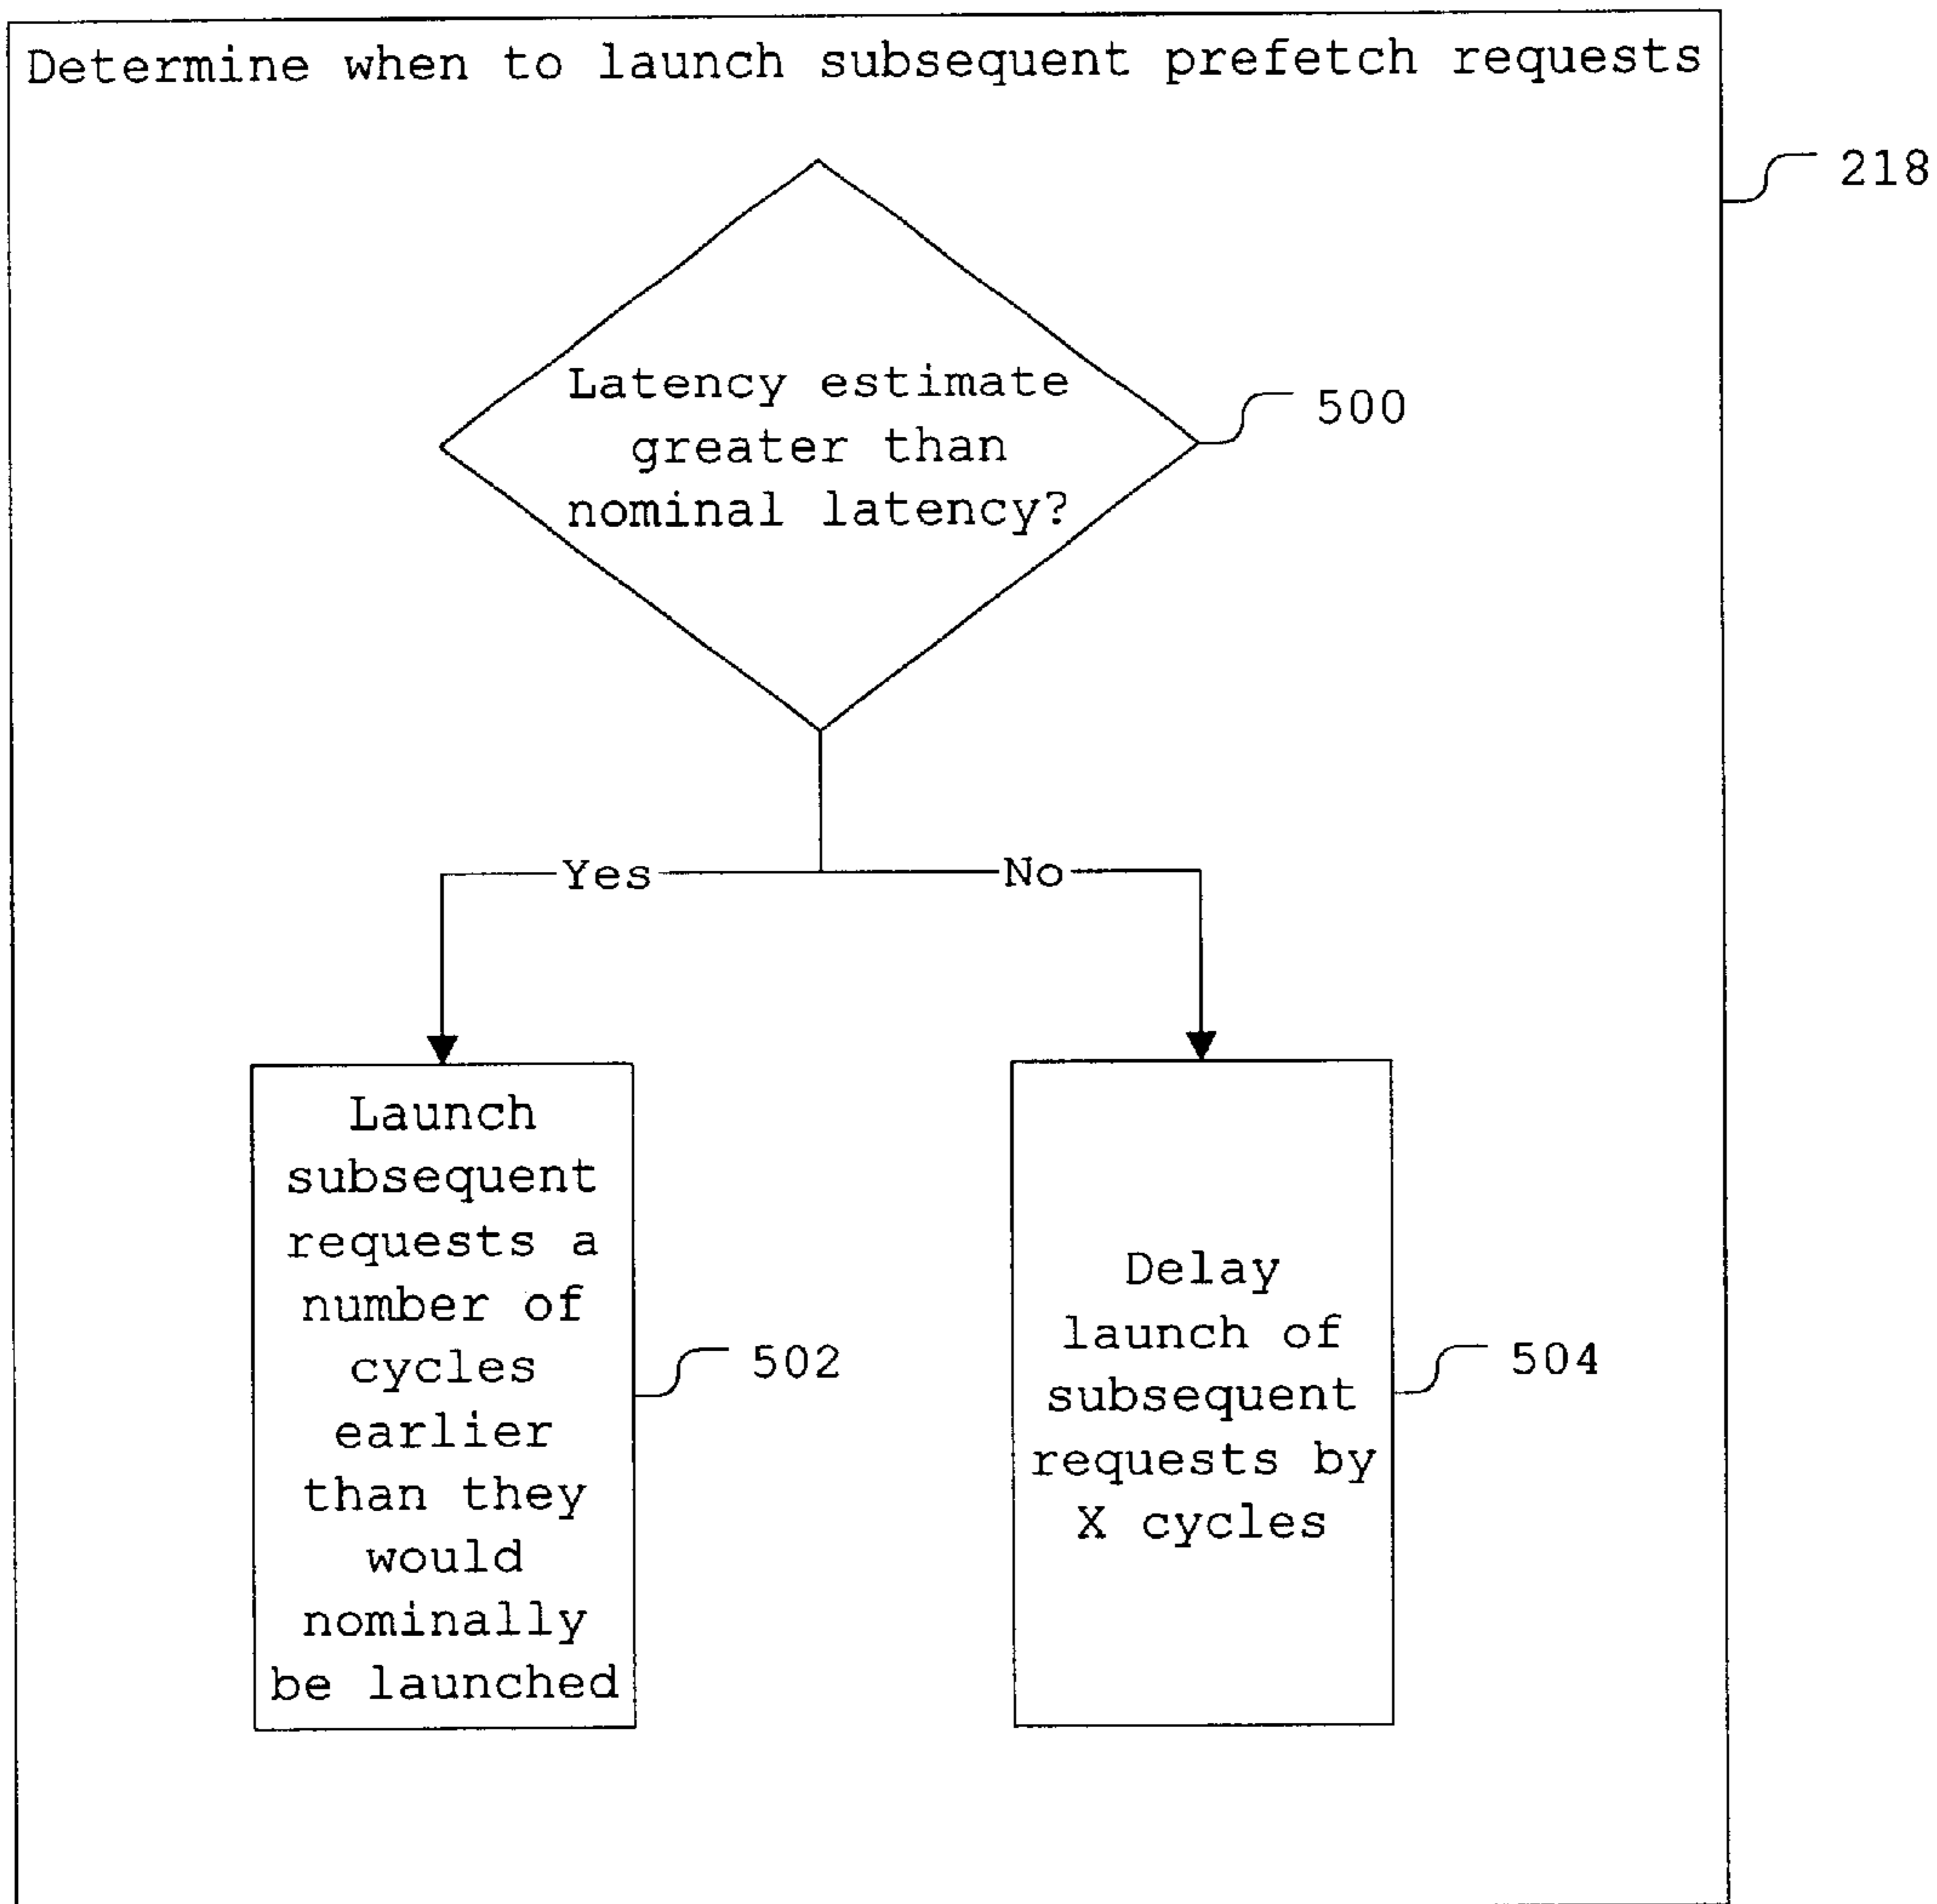 Determine when to launch subsequent prefetch requests
218
Latency estimate
greater than
nominal latency?
500
Yes
No
Launch
subsequent
requests a
number of
cycles
earlier
than they
would
nominally
be launched
502
Delay
launch of
subsequent
requests by
X cycles
504